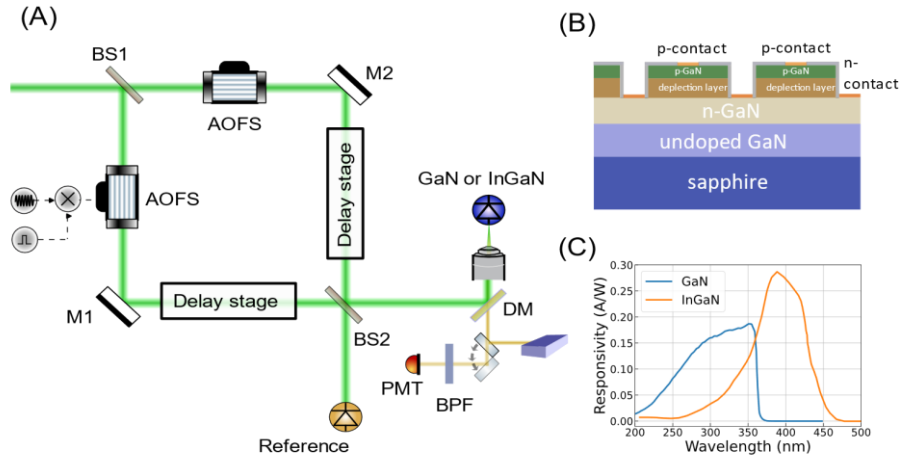 (A)
BS1
M2
AOFS
AOFS
Delay stage
GaN or InGaN
M1
Delay stage
BS2
DM
PMT
BPF
Reference
(B)
p-contact
p-contact
n-
contact
p-GaN
p-GaN
deplection layer
deplection layer
n-GaN
undoped GaN
sapphire
(C)
Responsivity (A/W)
0.30
0.25
0.20
0.15
0.10
0.05
0.00
GaN
InGaN
200
250
300
350
400
450
500
Wavelength (nm)